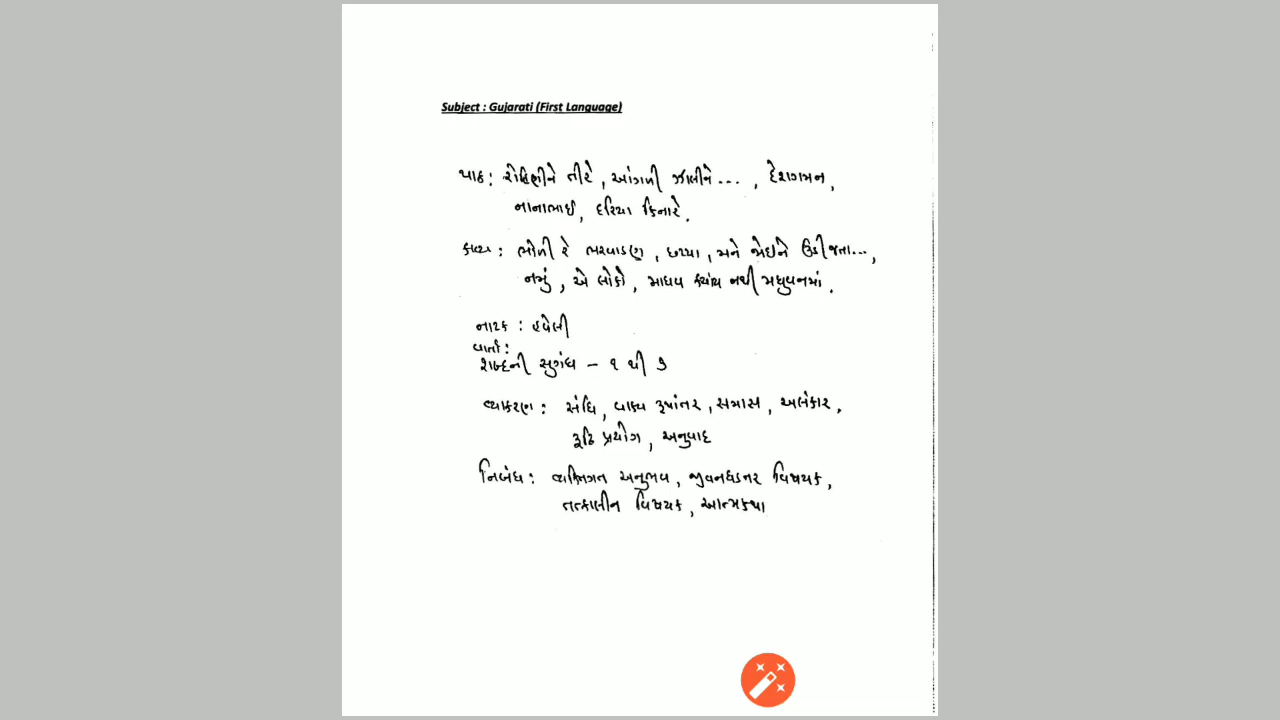 Subject : Gujarati (First Language)
પાઠ : રોહિણીને તીરે , આંગળી ઝાલીને ... , દેશગમન ,
નાનાભાઈ , દરિયા કિનારે .
કાવ્ય : ભોળી રે ભરવાડણ , છપ્પા , મને જોઈને ઉડી જતા ... ,
નમું , એ લોકો , માધવ ક્યાંય નથી મધુવનમાં .
નાટક : હવેલી
વાર્તા :
શબ્દની સુગંધ - ૧ થી ૭
વ્યાકરણ : સંધિ , વાક્ય રૂપાંતર , સમાસ , અલંકાર ,
રૂઢિ પ્રયોગ , અનુવાદ
નિબંધ : વ્યક્તિગત અનુભવ , જીવનઘડતર વિષયક ,
તત્કાલીન વિષયક , આત્મકથા